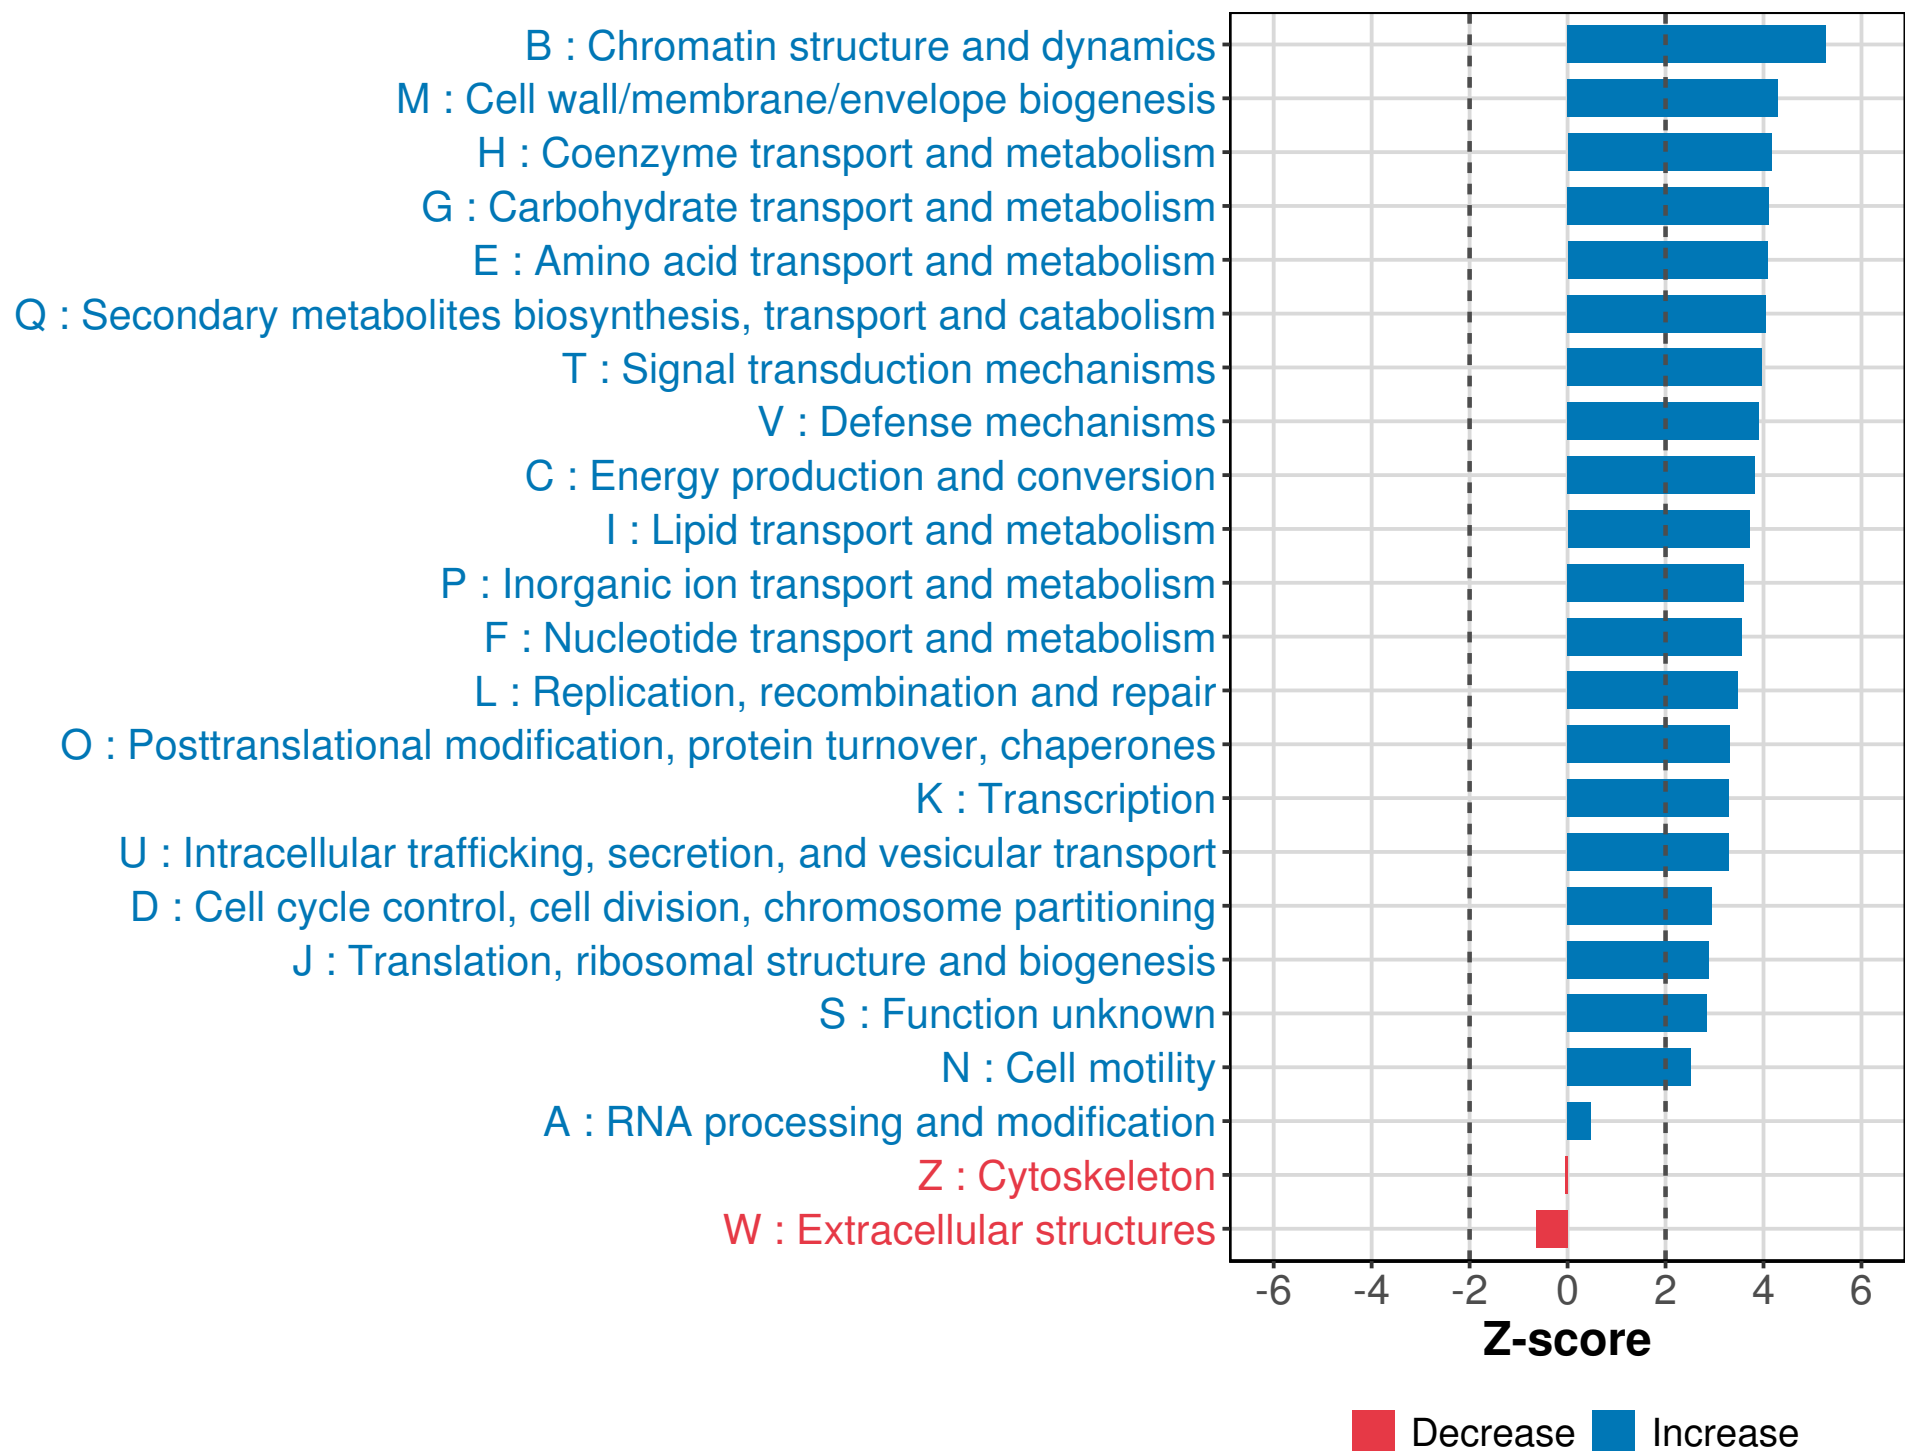 B : Chromatin structure and dynamics
M : Cell wall/membrane/envelope biogenesis
H : Coenzyme transport and metabolism
G : Carbohydrate transport and metabolism
E : Amino acid transport and metabolism
Q : Secondary metabolites biosynthesis, transport and catabolism
T : Signal transduction mechanisms
V : Defense mechanisms
C : Energy production and conversion
I : Lipid transport and metabolism
P : Inorganic ion transport and metabolism
F : Nucleotide transport and metabolism
L : Replication, recombination and repair
O : Posttranslational modification, protein turnover, chaperones
K : Transcription
U : Intracellular trafficking, secretion, and vesicular transport
D : Cell cycle control, cell division, chromosome partitioning
J : Translation, ribosomal structure and biogenesis
S : Function unknown
N : Cell motility
A : RNA processing and modification
Z : Cytoskeleton
W : Extracellular structures
-6 -4 -2 0 2 4 6
Z-score
Decrease Increase